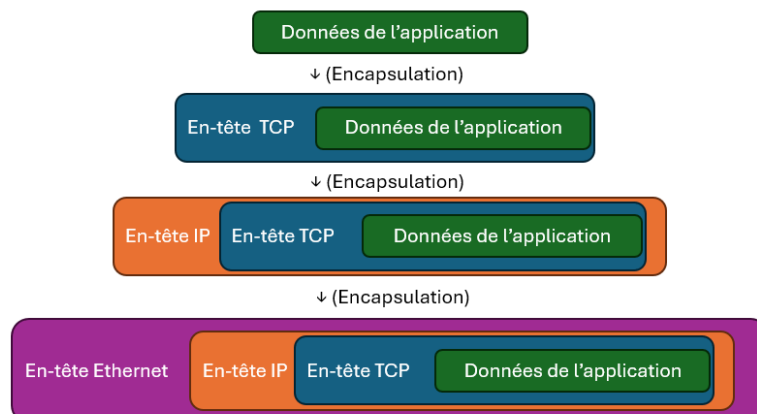 Données de l’application
↓ (Encapsulation)
En-tête TCP Données de l’application
↓ (Encapsulation)
En-tête IP En-tête TCP Données de l’application
↓ (Encapsulation)
En-tête Ethernet En-tête IP En-tête TCP Données de l’application